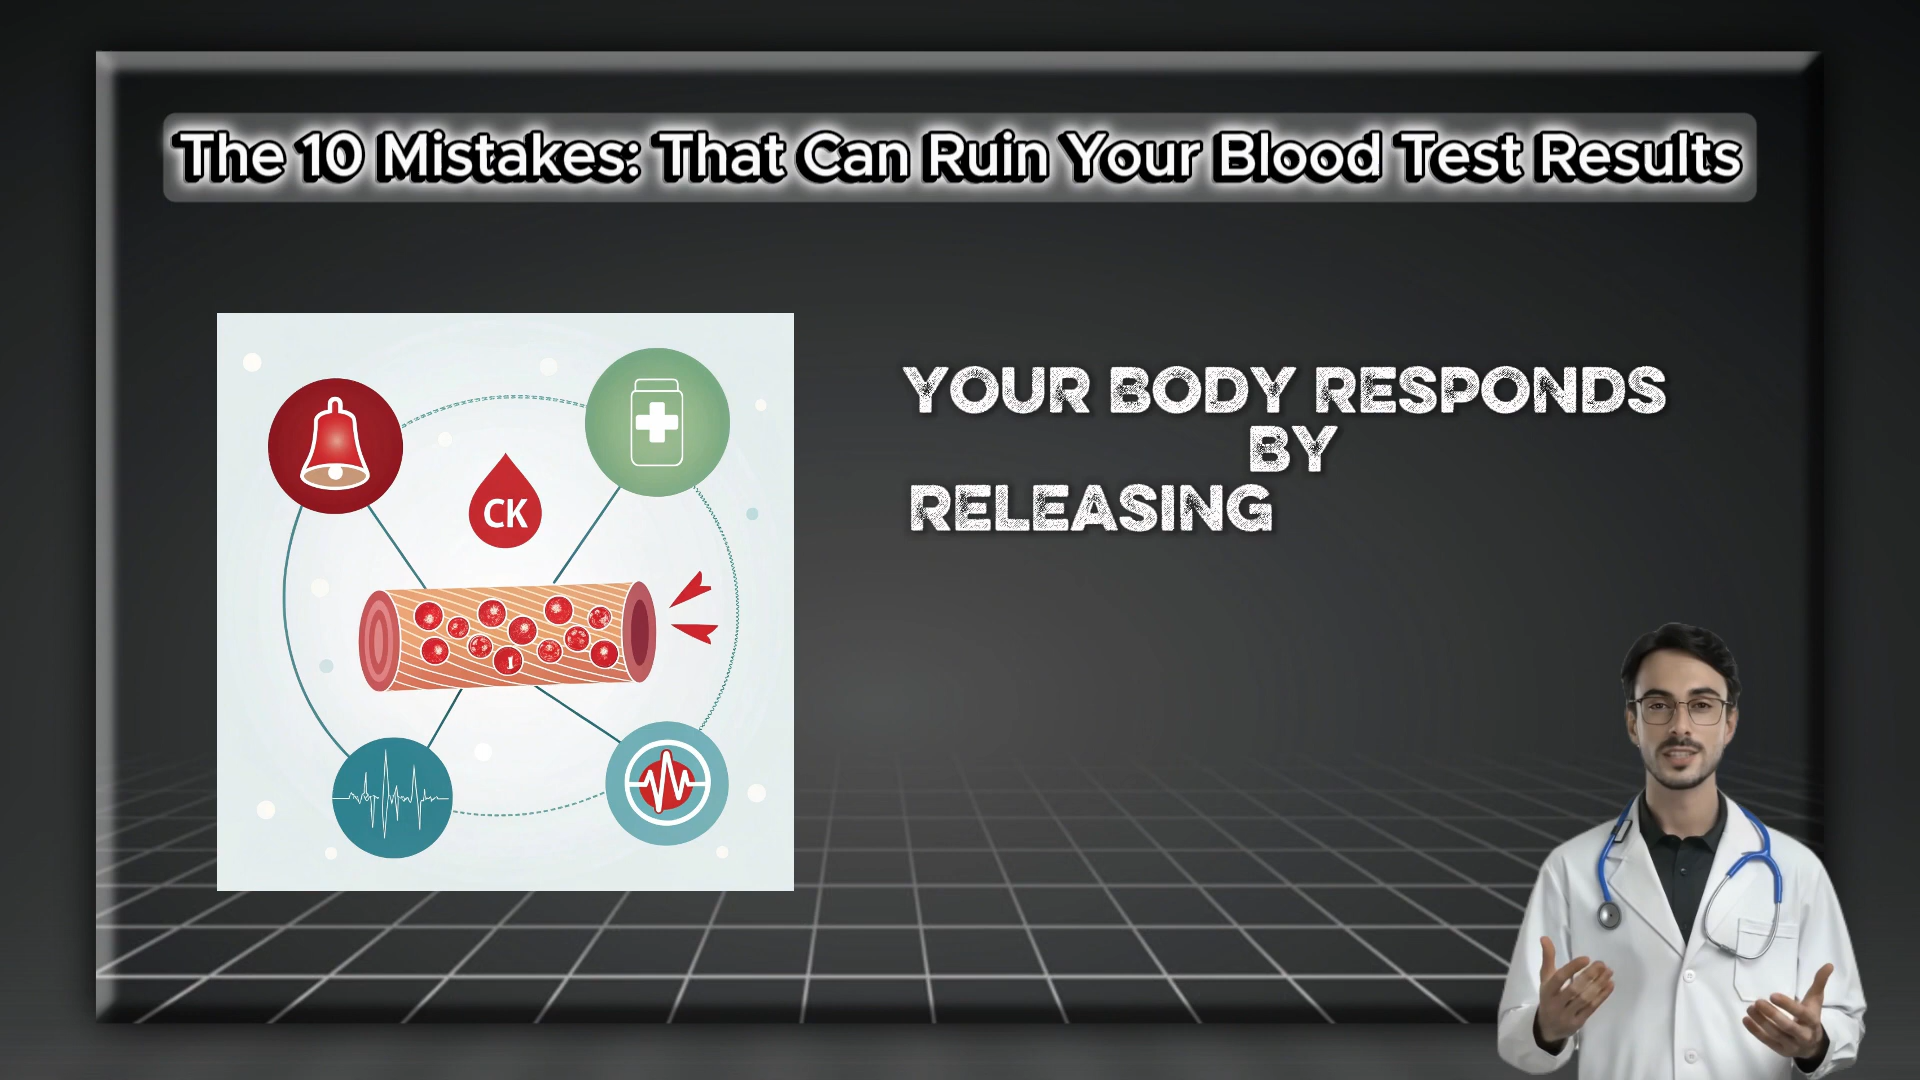 The 10 Mistakes: That Can Ruin Your Blood Test Results
CK
YOUR BODY RESPONDS
BY
RELEASING